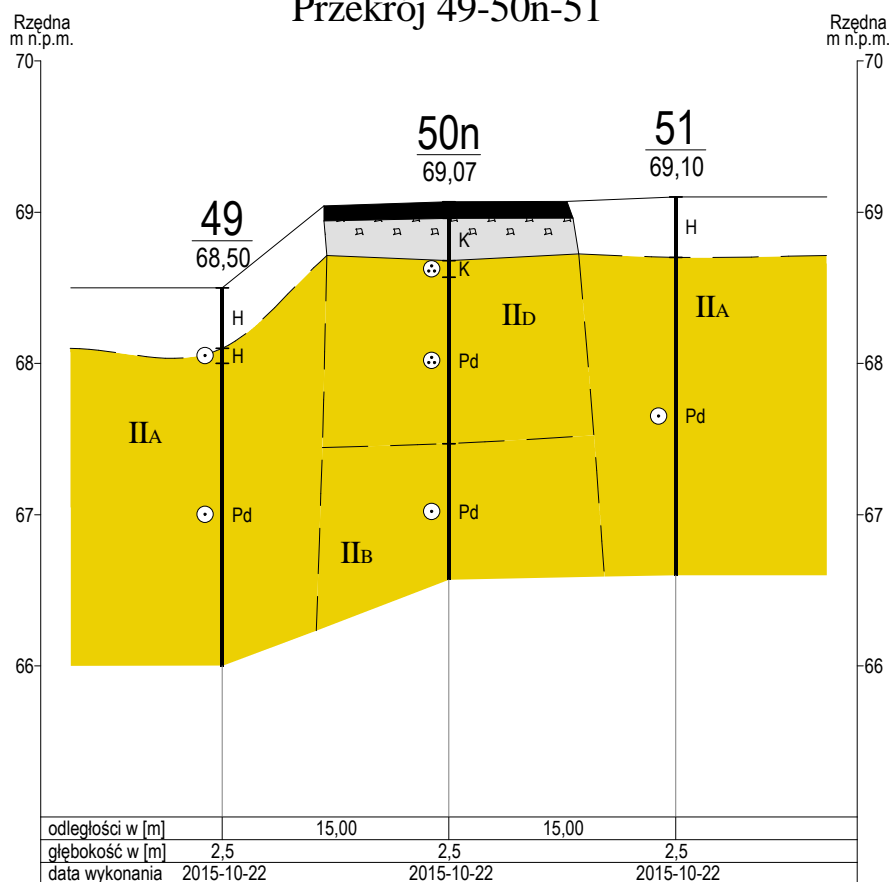 Przekrój 49-50n-51
Rzędna
m n.p.m.
Rzędna
m n.p.m.
70
70
50n
69,07
51
69,10
49
68,50
69
69
H
K
K
H
IID
IIA
H
H
68
68
Pd
IIA
Pd
67
67
Pd
Pd
IIB
66
66
odległości w [m] 15,00 15,00
głębokość w [m] 2,5 2,5 2,5
data wykonania 2015-10-22 2015-10-22 2015-10-22